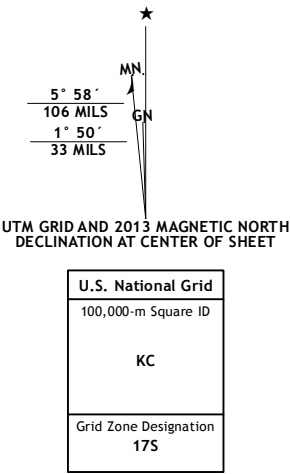 MN.
5° 58´
106 MILS
GN
1° 50´
33 MILS
UTM GRID AND 2013 MAGNETIC NORTH
DECLINATION AT CENTER OF SHEET
U.S. National Grid
100,000-m Square ID
KC
Grid Zone Designation
17S